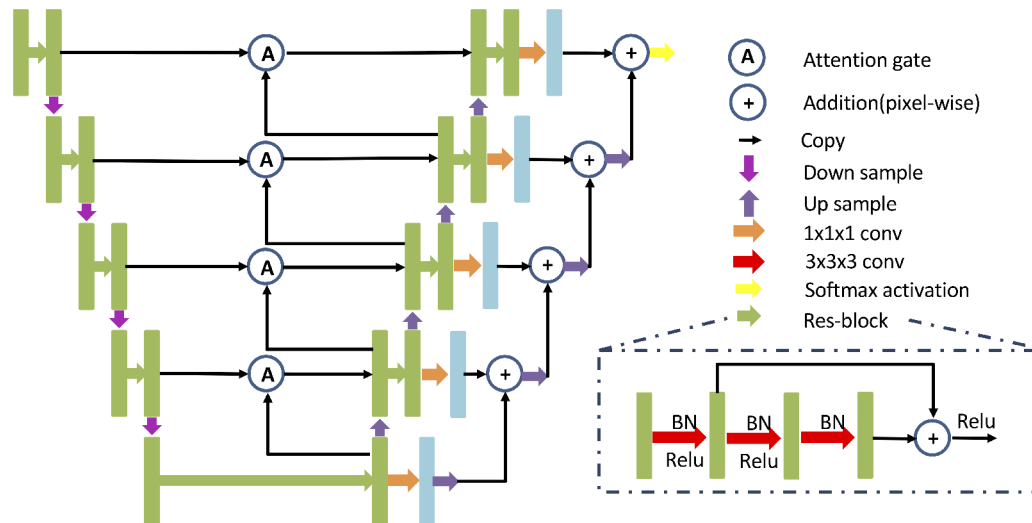 A
+
A
+
A
+
A
+
A
Attention gate
+
Addition(pixel-wise)
Copy
Down sample
Up sample
1x1x1 conv
3x3x3 conv
Softmax activation
Res-block
BN
BN
BN
Relu
Relu
Relu
+